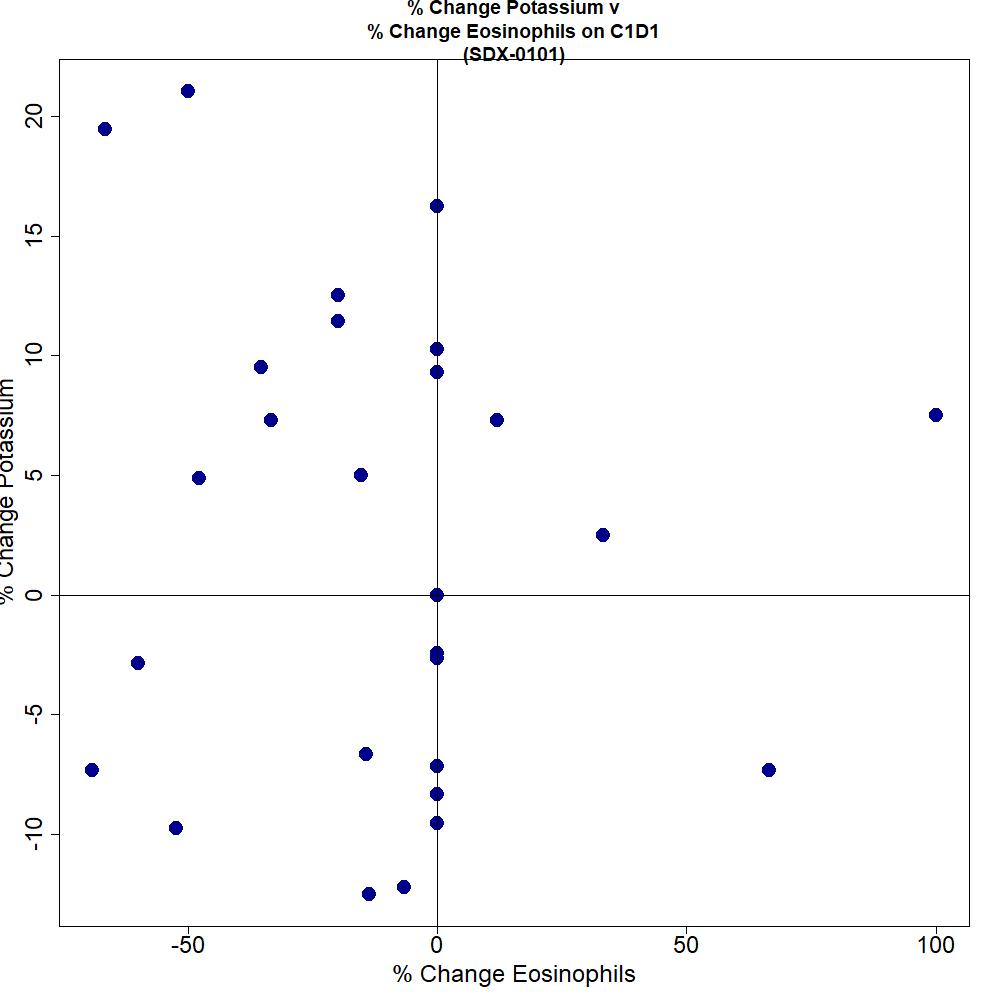 % Change Potassium v
% Change Eosinophils on C1D1
(SDX-0101)
% Change Potassium
20
15
10
5
0
-5
-10
-50
0
50
100
% Change Eosinophils